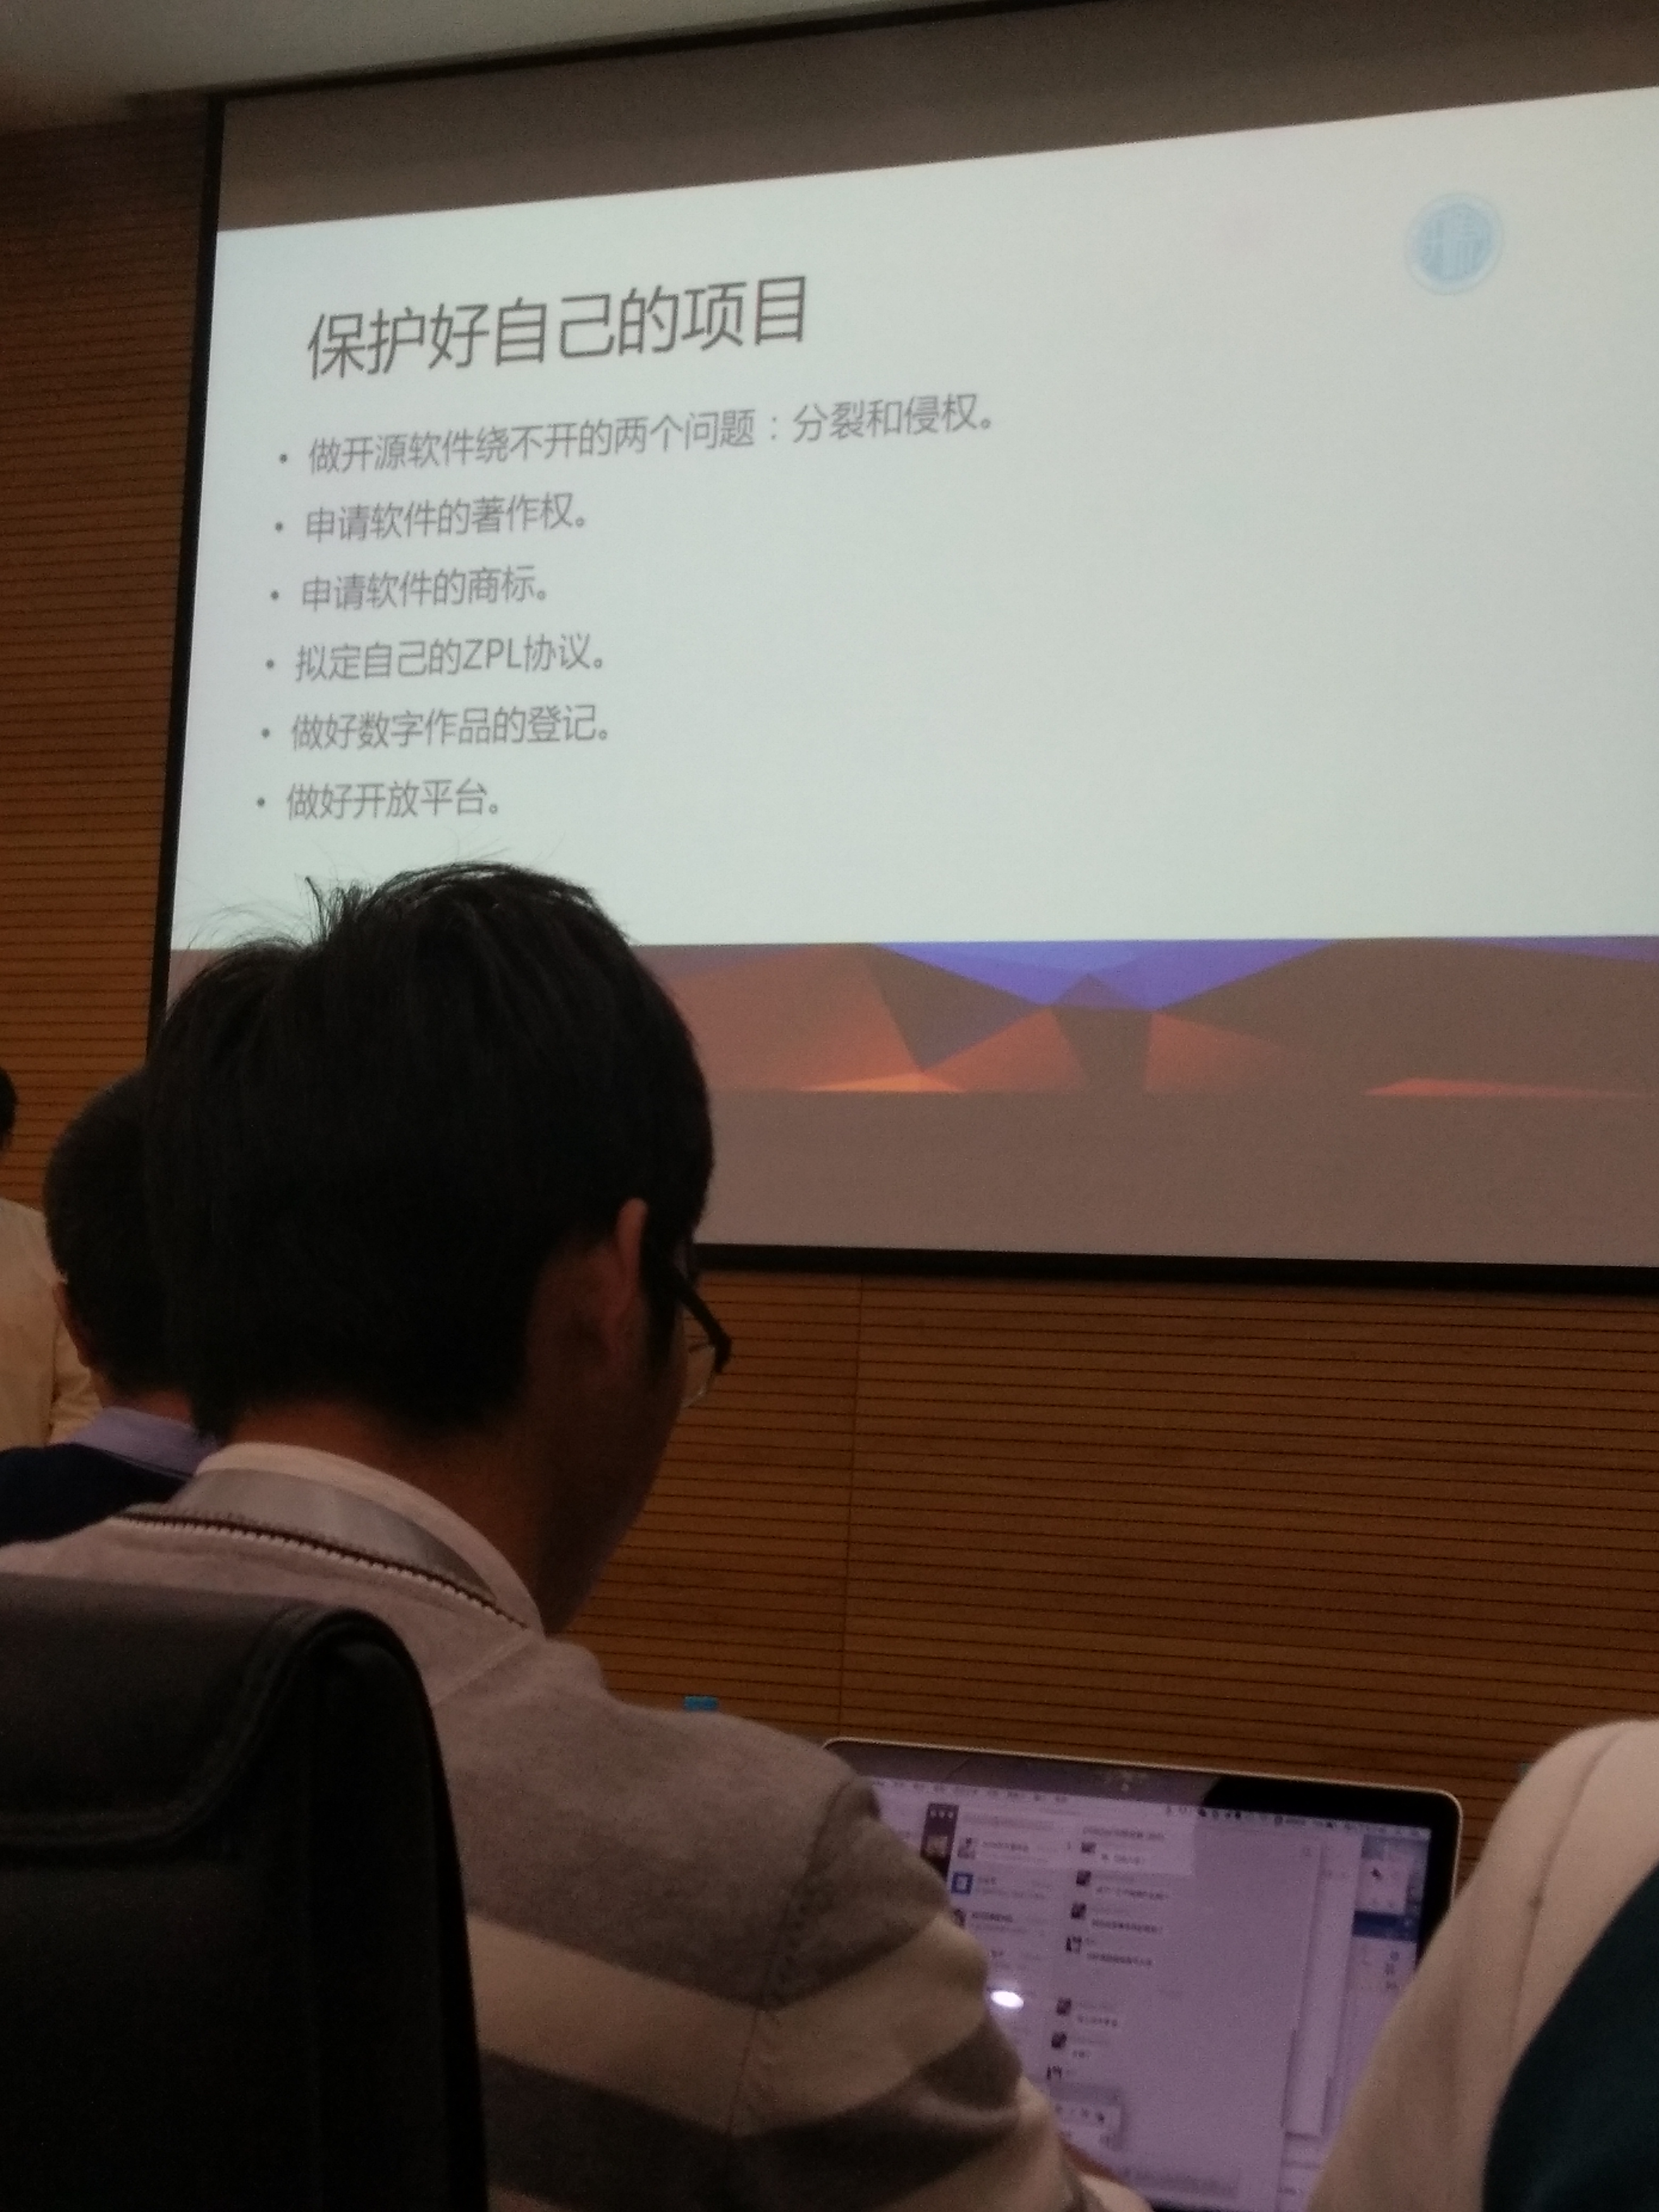 保护好自己的项目
• 做开源软件绕不开的两个问题：分裂和侵权。
• 申请软件的著作权。
• 申请软件的商标。
• 拟定自己的ZPL协议。
• 做好数字作品的登记。
• 做好开放平台。